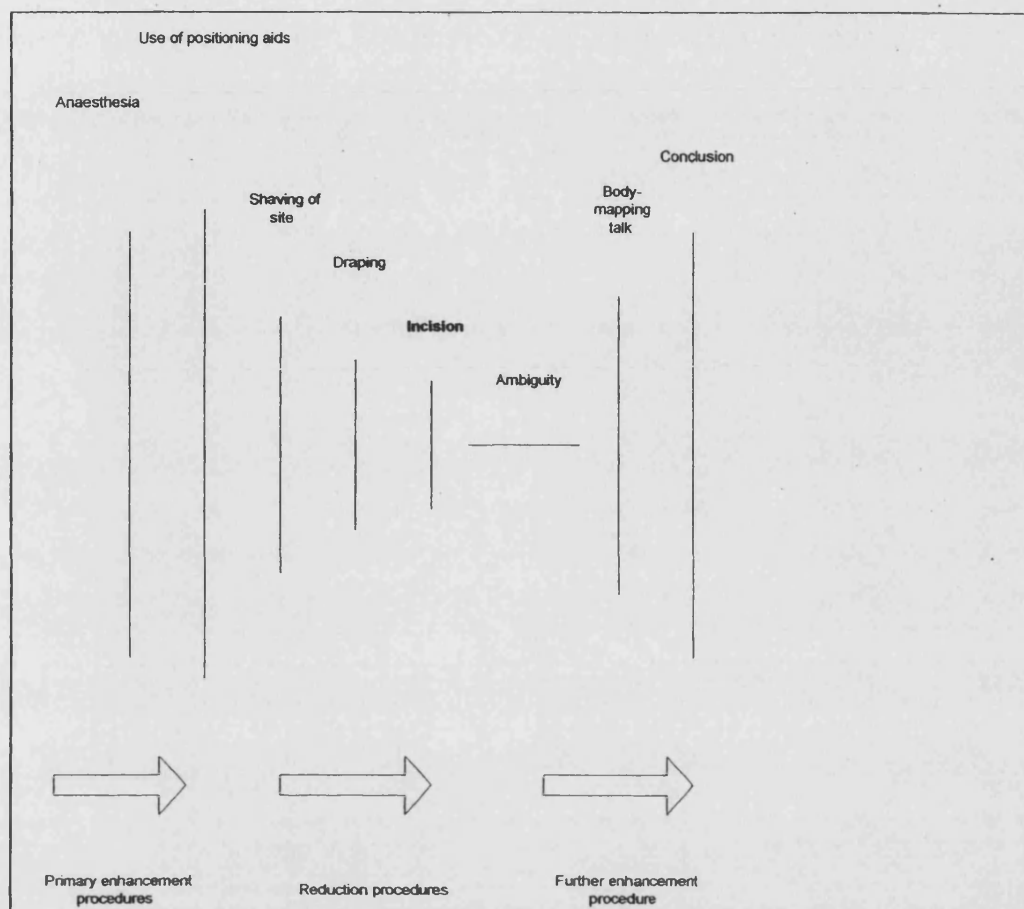 Use of positioning aids
Anaesthesia
Conclusion
Shaving of
site
Body-
mapping
talk
Draping
Incision
Ambiguity
Primary enhancement
procedures
Reduction procedures
Further enhancement
procedure